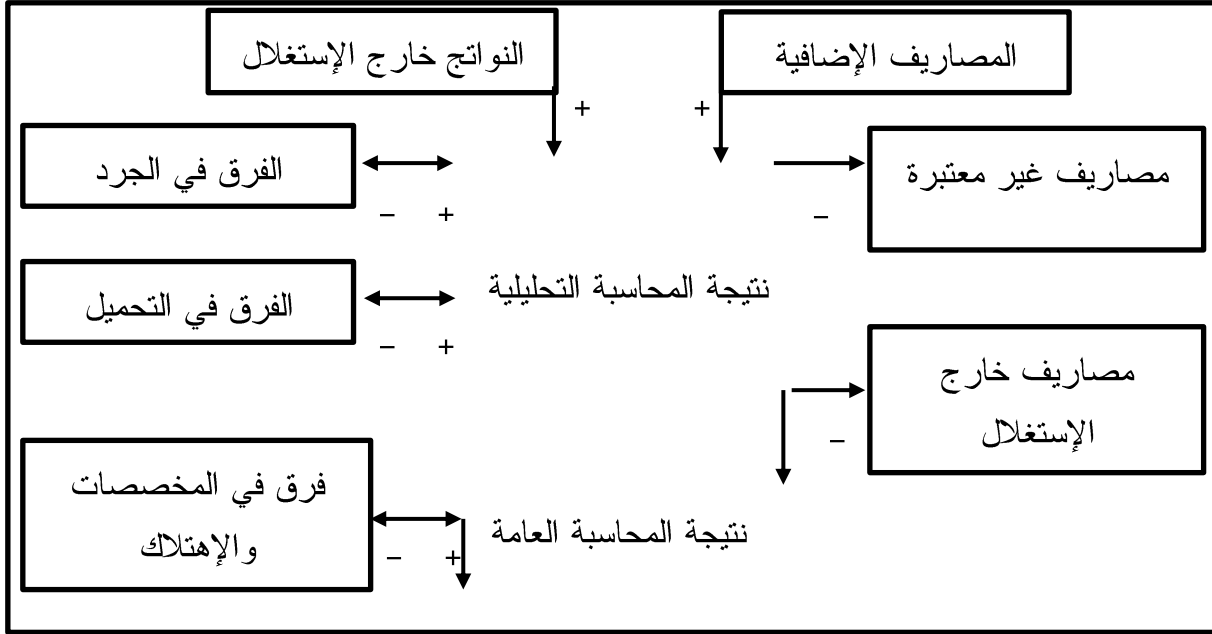 المصاريف الإضافية
النواتج خارج الإستغلال
+
+
مصاريف غير معتبرة
الفرق في الجرد
−
− +
نتيجة المحاسبة التحليلية
الفرق في التحميل
− +
مصاريف خارج
الإستغلال
−
فرق في المخصصات
والإهتلاك
نتيجة المحاسبة العامة
− +